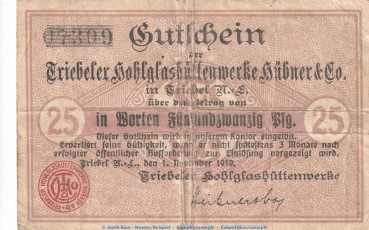 17309 Gutschein
der
Triebeler Hohlglashüttenwerke Hübner & Co.
in Triebel N.-L.
über den Betrag von
25 in Worten Fünfundzwanzig Pfg. 25
Dieser Gutschein wird in unserem Kontor eingelöst.
Er verliert seine Gültigkeit, wenn er nicht spätestens 3 Monate nach
erfolgter öffentlicher Aufforderung zur Einlösung vorgezeigt wird.
Triebel N.-L., den 1. November 1919.
Triebeler Hohlglashüttenwerke